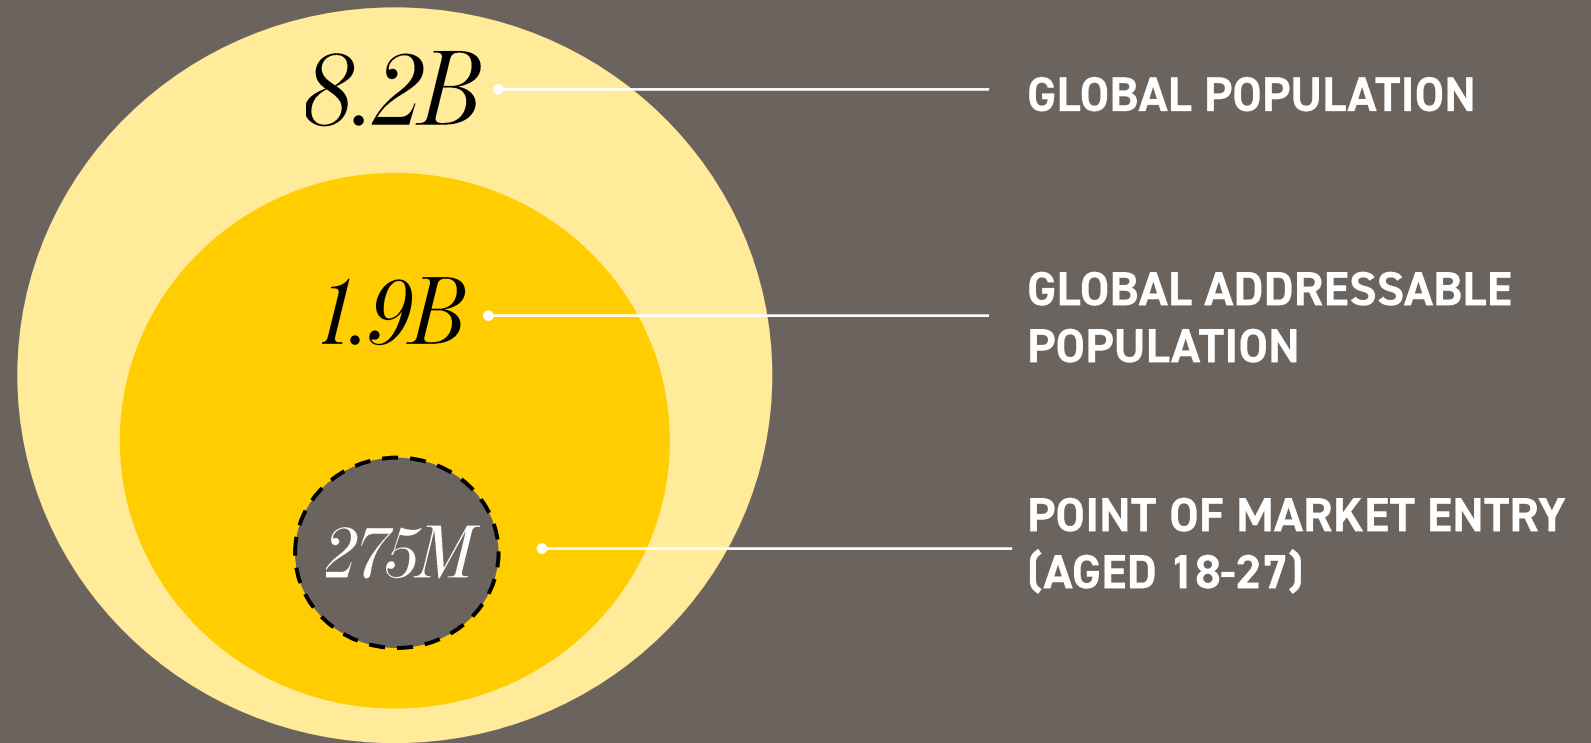 8.2B
GLOBAL POPULATION
1.9B
GLOBAL ADDRESSABLE
POPULATION
275M
POINT OF MARKET ENTRY
(AGED 18-27)